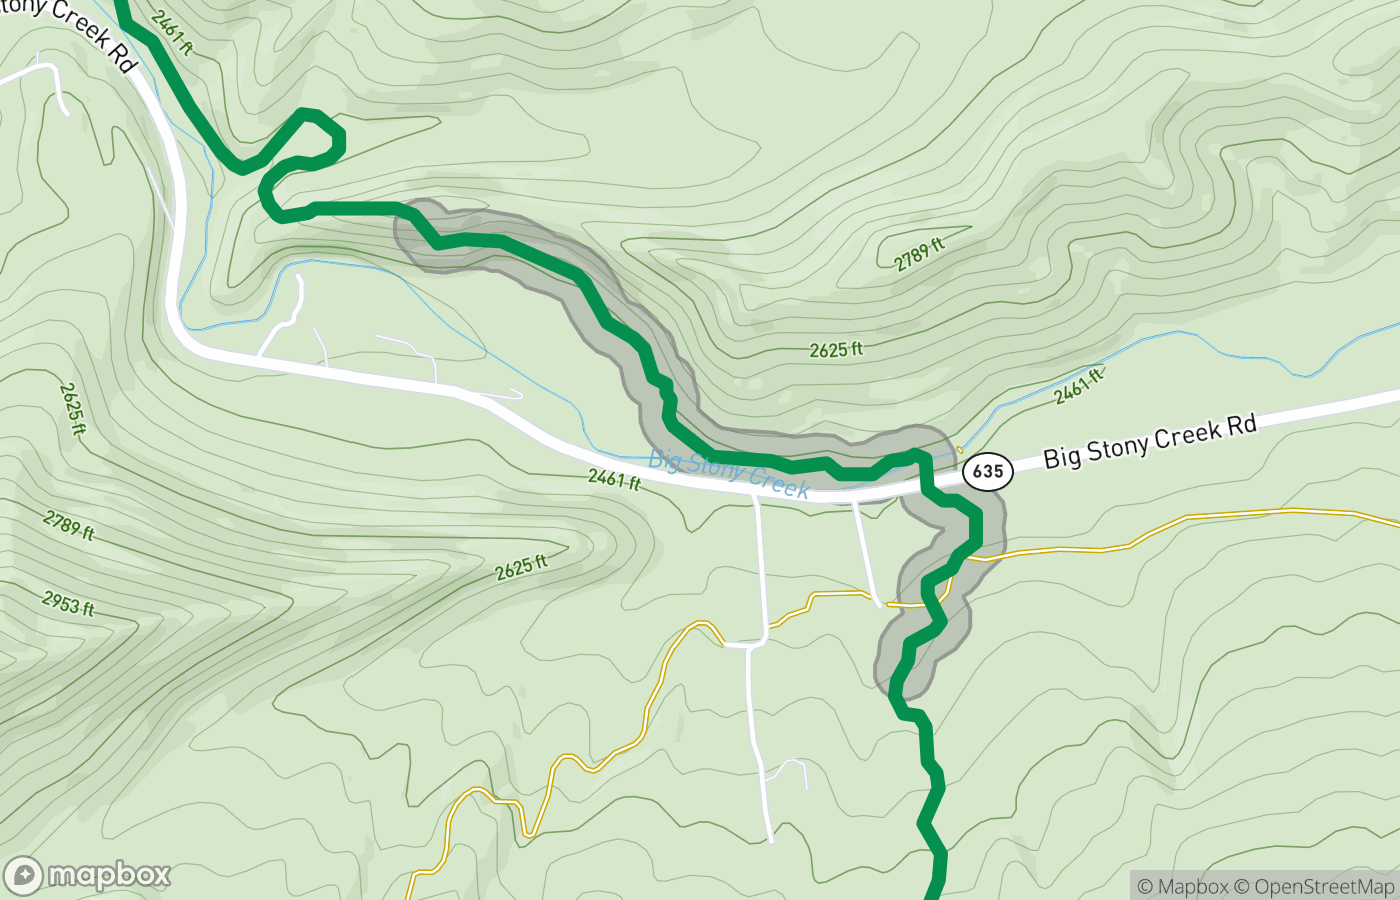 Stony Creek Rd
2461 ft
2789 ft
2625 ft
2461 ft
2625 ft
Big Stony Creek Rd
635
Big Stony Creek
2461 ft
2789 ft
2625 ft
2953 ft
mapbox
© Mapbox © OpenStreetMap